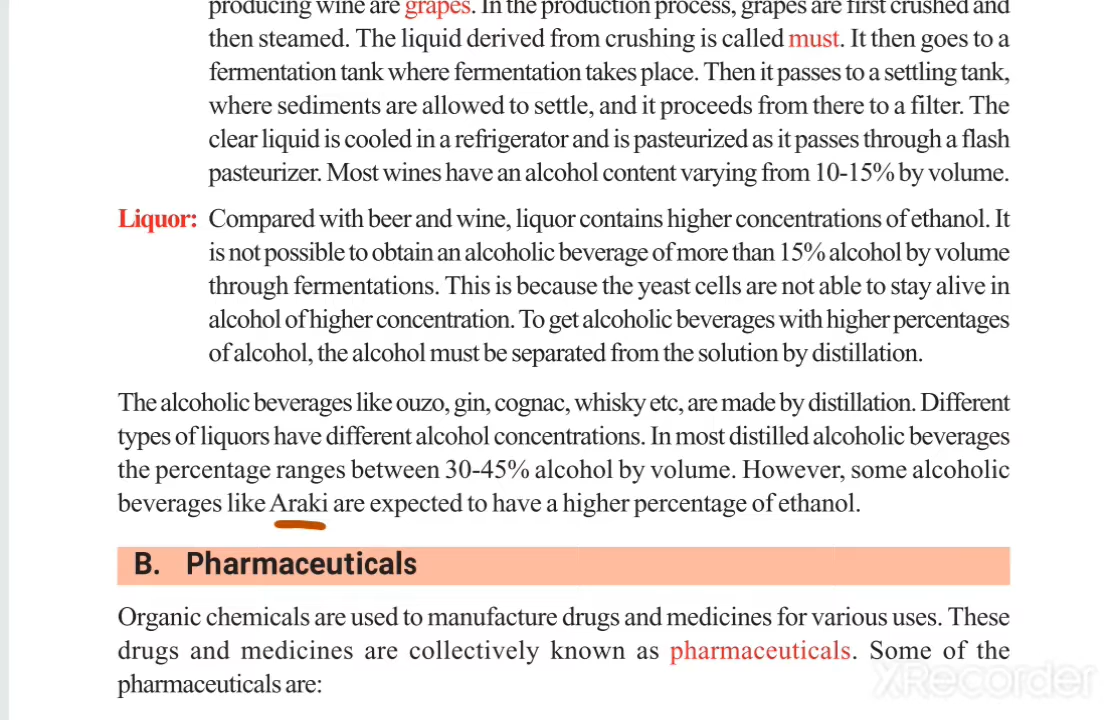 producing wine are grapes. In the production process, grapes are first crushed and
then steamed. The liquid derived from crushing is called must. It then goes to a
fermentation tank where fermentation takes place. Then it passes to a settling tank,
where sediments are allowed to settle, and it proceeds from there to a filter. The
clear liquid is cooled in a refrigerator and is pasteurized as it passes through a flash
pasteurizer. Most wines have an alcohol content varying from 10-15% by volume.
Liquor: Compared with beer and wine, liquor contains higher concentrations of ethanol. It
is not possible to obtain an alcoholic beverage of more than 15% alcohol by volume
through fermentations. This is because the yeast cells are not able to stay alive in
alcohol of higher concentration. To get alcoholic beverages with higher percentages
of alcohol, the alcohol must be separated from the solution by distillation.
The alcoholic beverages like ouzo, gin, cognac, whisky etc, are made by distillation. Different
types of liquors have different alcohol concentrations. In most distilled alcoholic beverages
the percentage ranges between 30-45% alcohol by volume. However, some alcoholic
beverages like Araki are expected to have a higher percentage of ethanol.
B. Pharmaceuticals
Organic chemicals are used to manufacture drugs and medicines for various uses. These
drugs and medicines are collectively known as pharmaceuticals. Some of the
pharmaceuticals are:
XRecorder